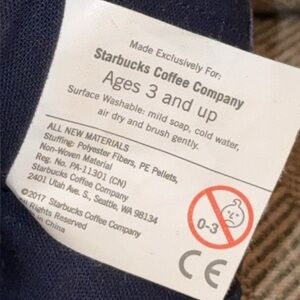 Made Exclusively For:
Starbucks Coffee Company
Ages 3 and up
Surface Washable: mild soap, cold water,
air dry and brush gently.
ALL NEW MATERIALS
Stuffing: Polyester Fibers, PE Pellets,
Non-Woven Material
Reg. No. PA-11301 (CN)
Starbucks Coffee Company
2401 Utah Ave. S., Seattle, WA 98134
©2017 Starbucks Coffee Company
All Rights Reserved
in China
0-3
CE